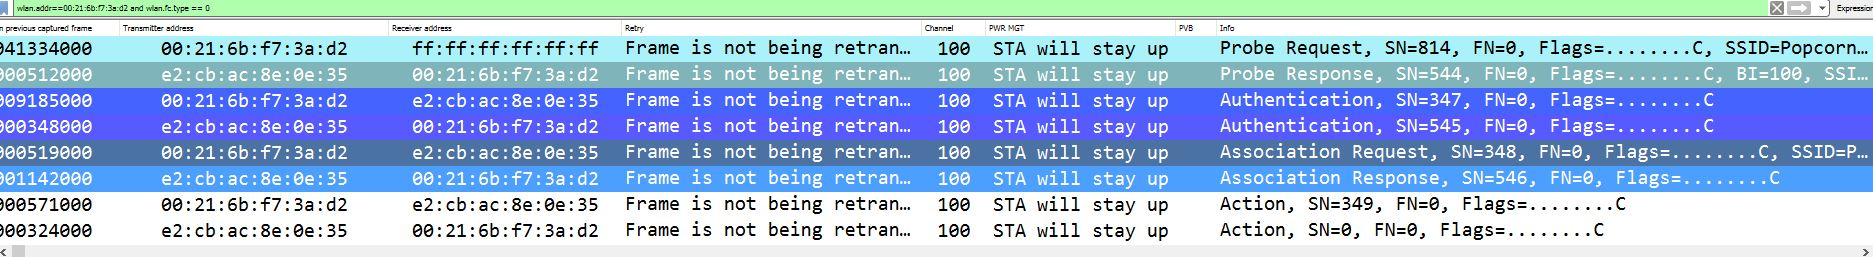 wlan.addr==00:21:6b:f7:3a:d2 and wlan.fc.type == 0 Expression
n previous captured frame Transmitter address Receiver address Retry Channel PWR MGT PVB Info
041334000 00:21:6b:f7:3a:d2 ff:ff:ff:ff:ff:ff Frame is not being retran… 100 STA will stay up Probe Request, SN=814, FN=0, Flags=........C, SSID=Popcorn…
000512000 e2:cb:ac:8e:0e:35 00:21:6b:f7:3a:d2 Frame is not being retran… 100 STA will stay up Probe Response, SN=544, FN=0, Flags=........C, BI=100, SSI…
009185000 00:21:6b:f7:3a:d2 e2:cb:ac:8e:0e:35 Frame is not being retran… 100 STA will stay up Authentication, SN=347, FN=0, Flags=........C
000348000 e2:cb:ac:8e:0e:35 00:21:6b:f7:3a:d2 Frame is not being retran… 100 STA will stay up Authentication, SN=545, FN=0, Flags=........C
000519000 00:21:6b:f7:3a:d2 e2:cb:ac:8e:0e:35 Frame is not being retran… 100 STA will stay up Association Request, SN=348, FN=0, Flags=........C, SSID=P…
001142000 e2:cb:ac:8e:0e:35 00:21:6b:f7:3a:d2 Frame is not being retran… 100 STA will stay up Association Response, SN=546, FN=0, Flags=........C
000571000 00:21:6b:f7:3a:d2 e2:cb:ac:8e:0e:35 Frame is not being retran… 100 STA will stay up Action, SN=349, FN=0, Flags=........C
000324000 e2:cb:ac:8e:0e:35 00:21:6b:f7:3a:d2 Frame is not being retran… 100 STA will stay up Action, SN=0, FN=0, Flags=........C